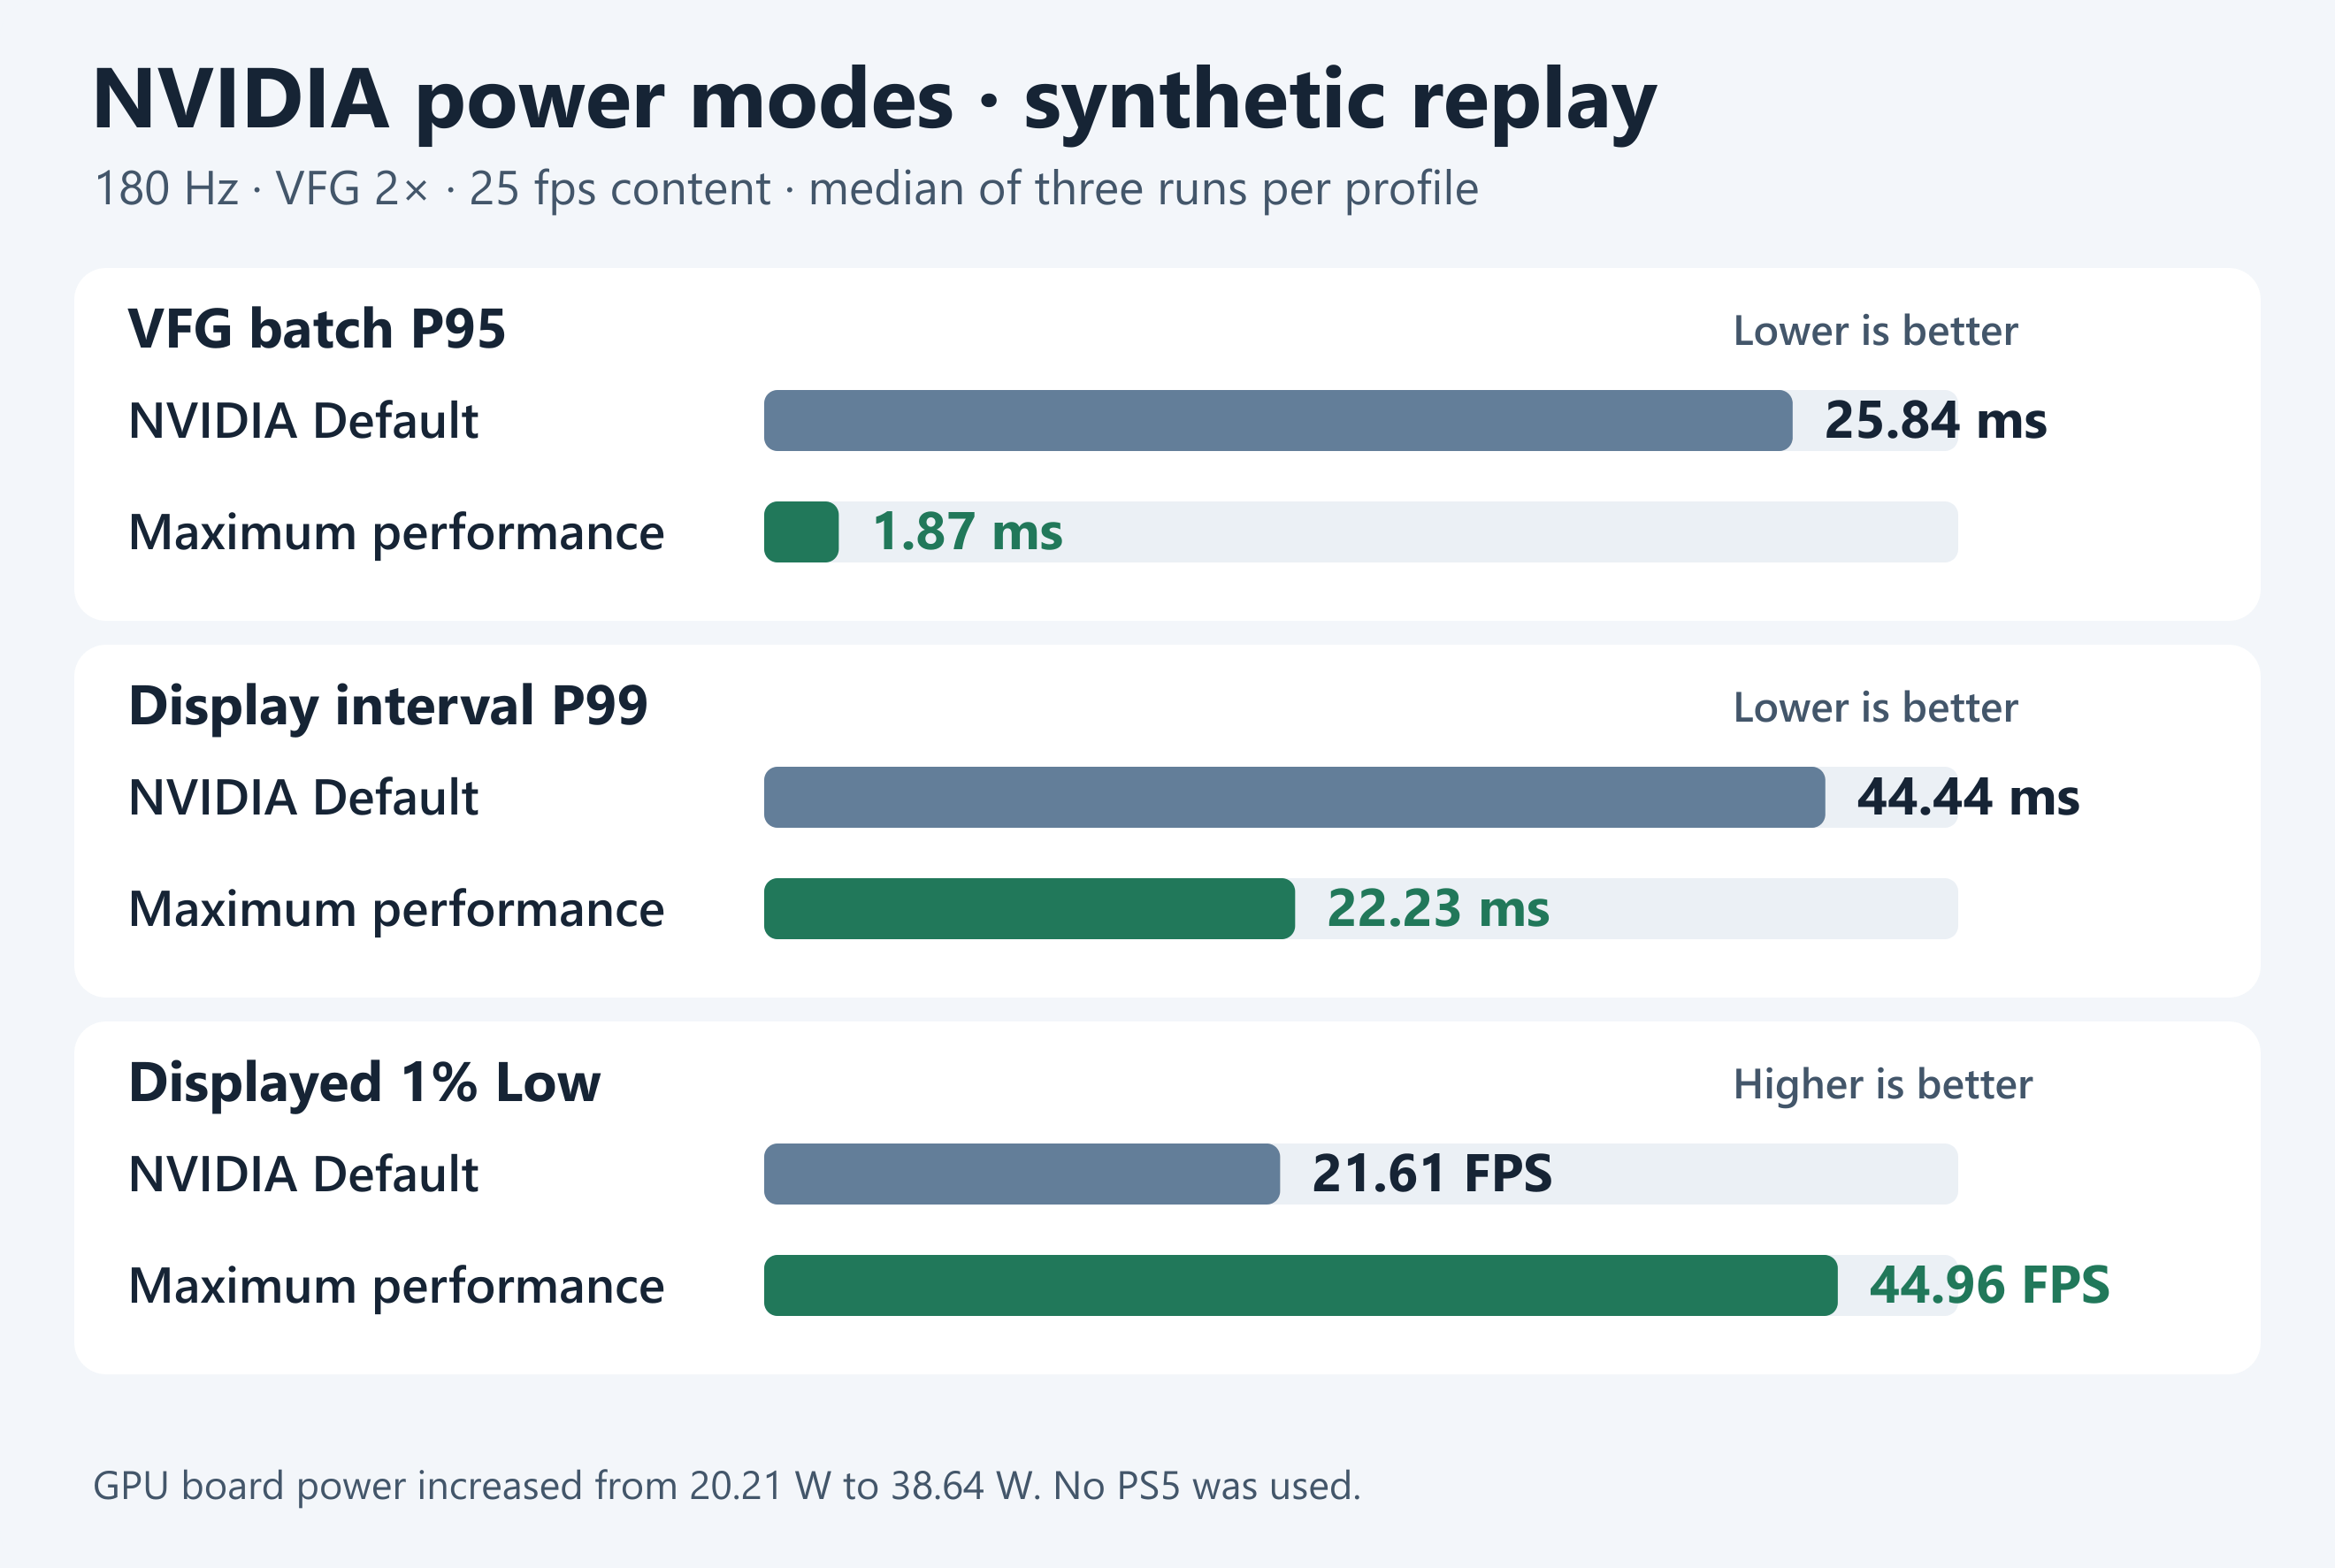 NVIDIA power modes · synthetic replay
180 Hz · VFG 2× · 25 fps content · median of three runs per profile
VFG batch P95
Lower is better
NVIDIA Default
25.84 ms
Maximum performance
1.87 ms
Display interval P99
Lower is better
NVIDIA Default
44.44 ms
Maximum performance
22.23 ms
Displayed 1% Low
Higher is better
NVIDIA Default
21.61 FPS
Maximum performance
44.96 FPS
GPU board power increased from 20.21 W to 38.64 W. No PS5 was used.